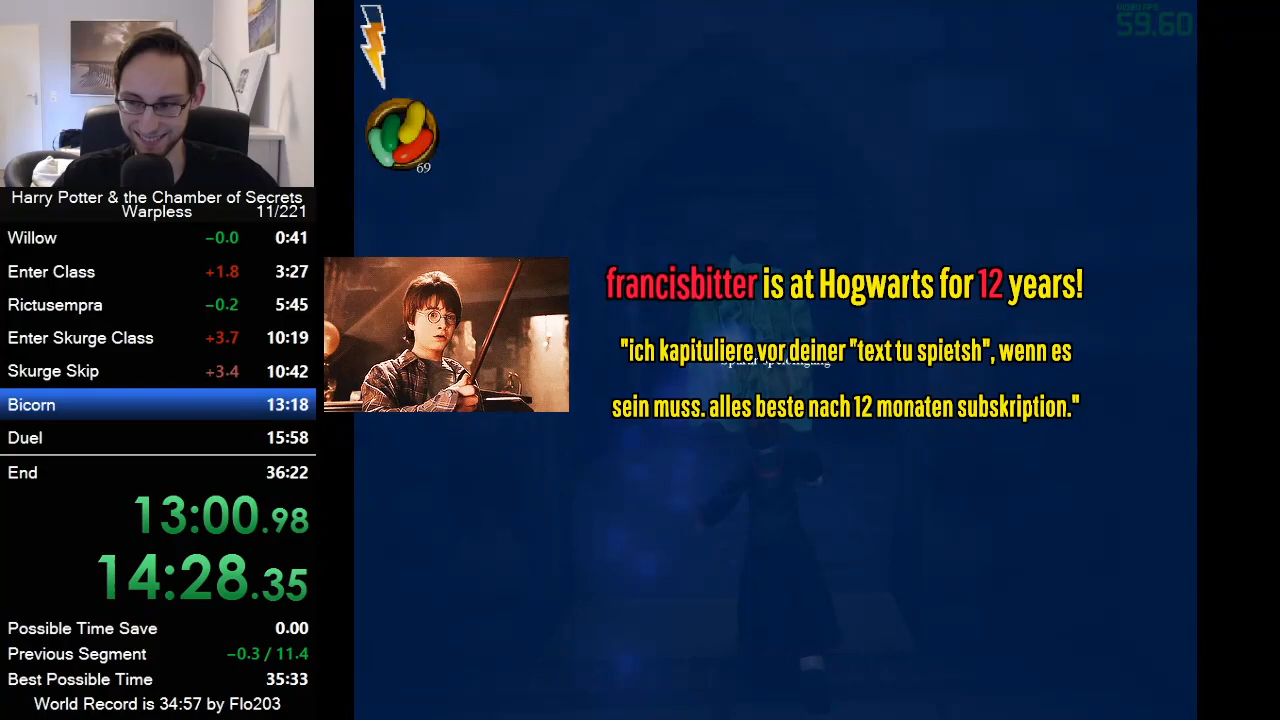 59.60
69
Harry Potter & the Chamber of Secrets
Warpless 11/221
Willow −0.0 0:41
Enter Class +1.8 3:27
Rictusempra −0.2 5:45
Enter Skurge Class +3.7 10:19
Skurge Skip +3.4 10:42
Bicorn 13:18
Duel 15:58
End 36:22
13:00.98
14:28.35
Possible Time Save 0.00
Previous Segment −0.3 / 11.4
Best Possible Time 35:33
World Record is 34:57 by Flo203
francisbitter is at Hogwarts for 12 years!
"ich kapituliere vor deiner "text tu spietsh", wenn es
sein muss. alles beste nach 12 monaten subskription."